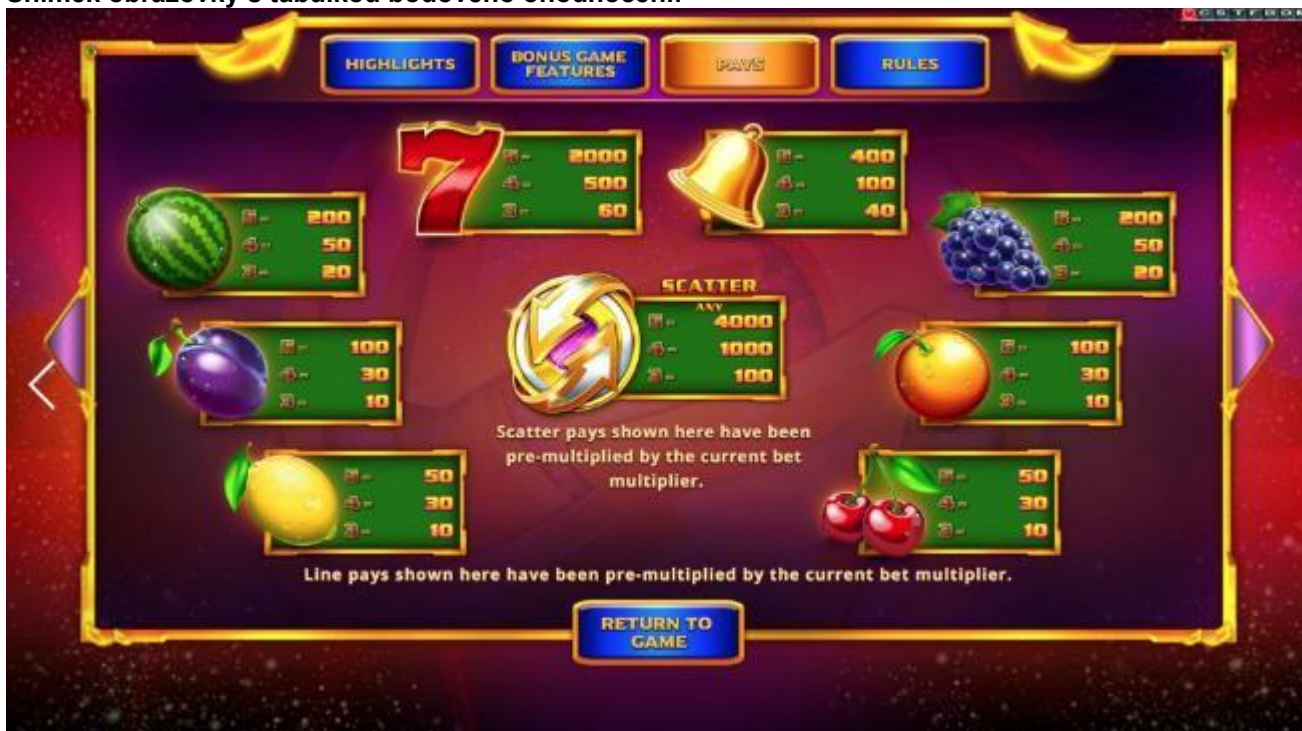 Snímek obrazovky s tabulkou bodového ohodnocení:
HIGHLIGHTS
BONUS GAME
FEATURES
PAYS
RULES
5- 2000
4- 500
3- 60
5- 400
4- 100
3- 40
5- 200
4- 50
3- 20
5- 200
4- 50
3- 20
SCATTER
ANY
5- 4000
4- 1000
3- 100
5- 100
4- 30
3- 10
5- 100
4- 30
3- 10
Scatter pays shown here have been
pre-multiplied by the current bet
multiplier.
5- 50
4- 30
3- 10
5- 50
4- 30
3- 10
Line pays shown here have been pre-multiplied by the current bet multiplier.
RETURN TO
GAME